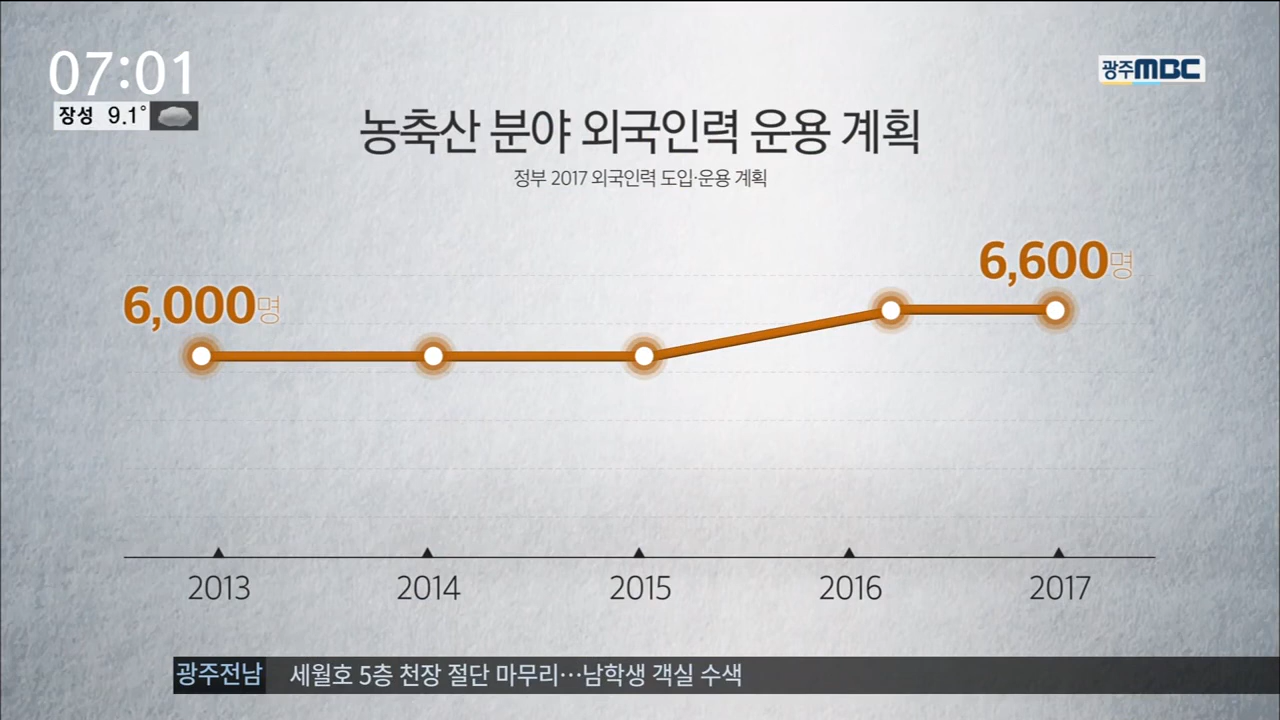 07:01
장성 9.1°
광주MBC
농축산 분야 외국인력 운용 계획
정부 2017 외국인력 도입·운용 계획
6,000명
6,600명
2013 2014 2015 2016 2017
광주전남 세월호 5층 천장 절단 마무리…남학생 객실 수색